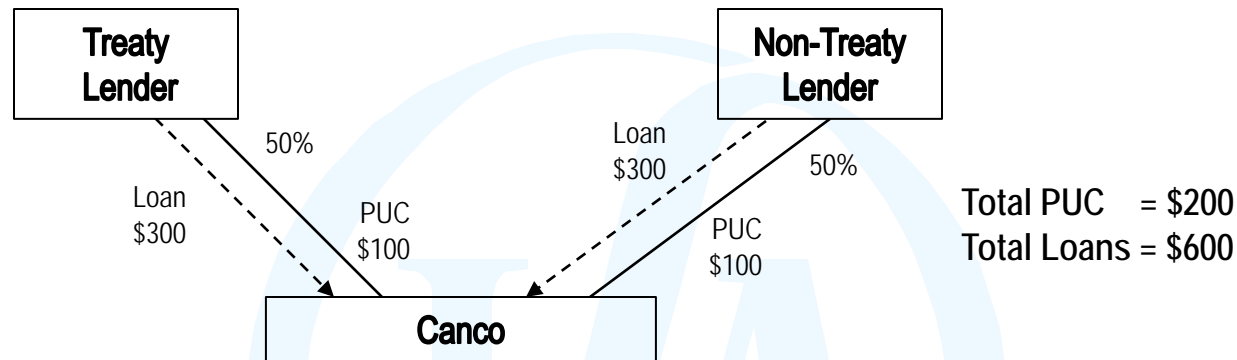 Treaty
Lender
Non-Treaty
Lender
50%
Loan
$300
PUC
$100
Loan
$300
50%
PUC
$100
Total PUC = $200
Total Loans = $600
Canco